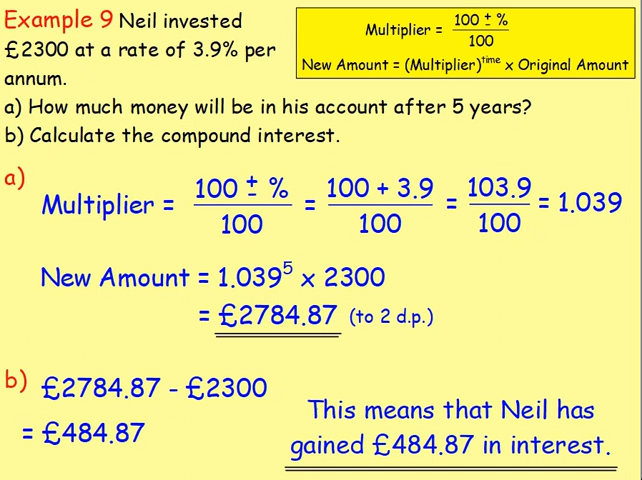 Example 9 Neil invested
£2300 at a rate of 3.9% per
annum.
Multiplier = 100 ± % / 100
New Amount = (Multiplier)^time x Original Amount
a) How much money will be in his account after 5 years?
b) Calculate the compound interest.
a)
Multiplier = 100 ± % / 100 = 100 + 3.9 / 100 = 103.9 / 100 = 1.039
New Amount = 1.039^5 x 2300
= £2784.87 (to 2 d.p.)
b) £2784.87 - £2300
= £484.87
This means that Neil has
gained £484.87 in interest.